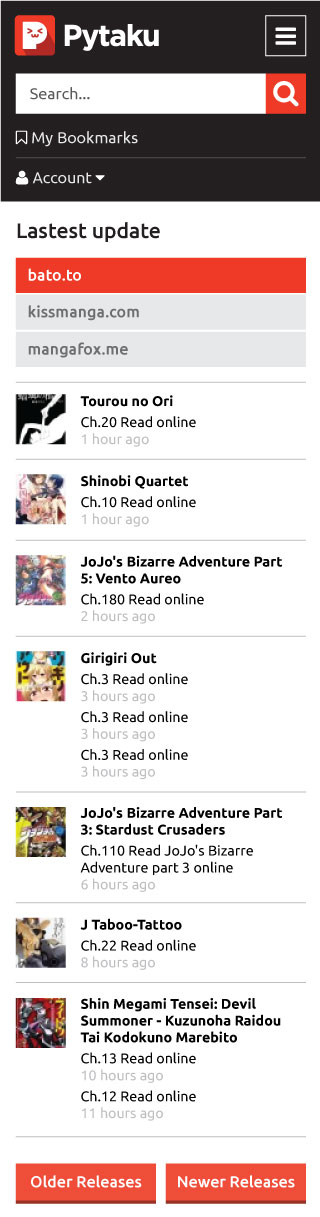 Pytaku
Search...
My Bookmarks
Account
Lastest update
bato.to
kissmanga.com
mangafox.me
Tourou no Ori
Ch.20 Read online
1 hour ago
Shinobi Quartet
Ch.10 Read online
1 hour ago
JoJo's Bizarre Adventure Part
5: Vento Aureo
Ch.180 Read online
2 hours ago
Girigiri Out
Ch.3 Read online
3 hours ago
Ch.3 Read online
3 hours ago
Ch.3 Read online
3 hours ago
JoJo's Bizarre Adventure Part
3: Stardust Crusaders
Ch.110 Read JoJo's Bizarre
Adventure part 3 online
6 hours ago
J Taboo-Tattoo
Ch.22 Read online
8 hours ago
Shin Megami Tensei: Devil
Summoner - Kuzunoha Raidou
Tai Kodokuno Marebito
Ch.13 Read online
10 hours ago
Ch.12 Read online
11 hours ago
Older Releases
Newer Releases